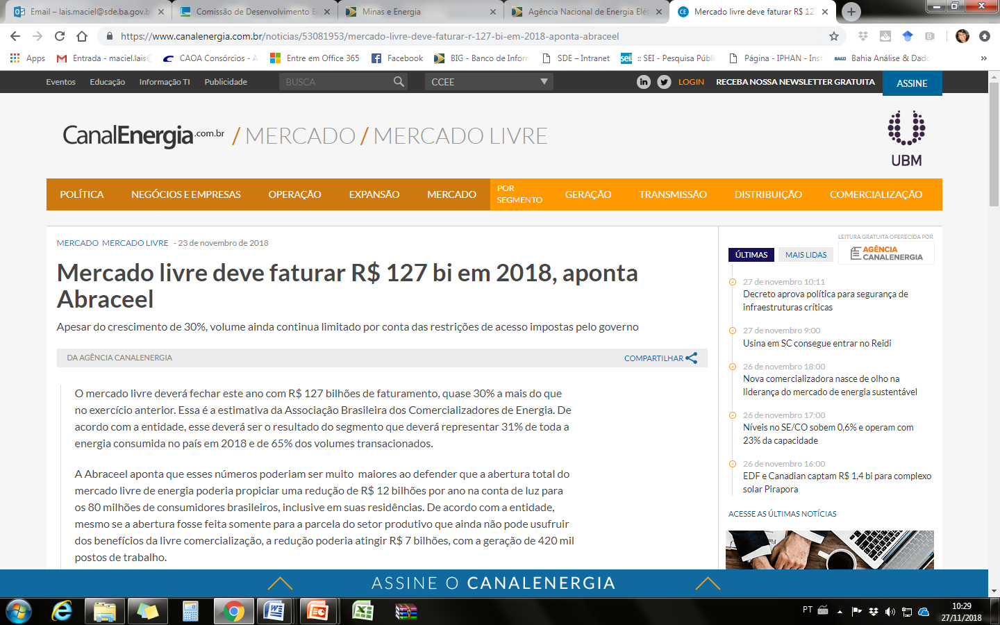 Email – lais.maciel@sde.ba.gov.b
Comissão de Desenvolvimento E
Minas e Energia
Agência Nacional de Energia Elét
Mercado livre deve faturar R$ 12
https://www.canalenergia.com.br/noticias/53081953/mercado-livre-deve-faturar-r-127-bi-em-2018-aponta-abraceel
Apps
Entrada - maciel.lais@
CAOA Consórcios - A
Entre em Office 365
Facebook
BIG - Banco de Inform
SDE – Intranet
:: SEI - Pesquisa Públi
Página - IPHAN - Inst
Bahia Análise & Dado
»
Eventos
Educação
Informação TI
Publicidade
BUSCA
CCEE
LOGIN
RECEBA NOSSA NEWSLETTER GRATUITA
ASSINE
CanalEnergia.com.br / MERCADO / MERCADO LIVRE
UBM
POLÍTICA
NEGÓCIOS E EMPRESAS
OPERAÇÃO
EXPANSÃO
MERCADO
POR
SEGMENTO
GERAÇÃO
TRANSMISSÃO
DISTRIBUIÇÃO
COMERCIALIZAÇÃO
MERCADO MERCADO LIVRE - 23 de novembro de 2018
Mercado livre deve faturar R$ 127 bi em 2018, aponta
Abraceel
Apesar do crescimento de 30%, volume ainda continua limitado por conta das restrições de acesso impostas pelo governo
DA AGÊNCIA CANALENERGIA
COMPARTILHAR
O mercado livre deverá fechar este ano com R$ 127 bilhões de faturamento, quase 30% a mais do que
no exercício anterior. Essa é a estimativa da Associação Brasileira dos Comercializadores de Energia. De
acordo com a entidade, esse deverá ser o resultado do segmento que deverá representar 31% de toda a
energia consumida no país em 2018 e de 65% dos volumes transacionados.
A Abraceel aponta que esses números poderiam ser muito maiores ao defender que a abertura total do
mercado livre de energia poderia propiciar uma redução de R$ 12 bilhões por ano na conta de luz para
os 80 milhões de consumidores brasileiros, inclusive em suas residências. De acordo com a entidade,
mesmo se a abertura fosse feita somente para a parcela do setor produtivo que ainda não pode usufruir
dos benefícios da livre comercialização, a redução poderia atingir R$ 7 bilhões, com a geração de 420 mil
postos de trabalho.
LEITURA GRATUITA OFERECIDA POR
AGÊNCIA
CANALENERGIA
ÚLTIMAS
MAIS LIDAS
27 de novembro 10:11
Decreto aprova política para segurança de
infraestruturas críticas
27 de novembro 9:00
Usina em SC consegue entrar no Reidi
26 de novembro 18:00
Nova comercializadora nasce de olho na
liderança do mercado de energia sustentável
26 de novembro 17:00
Níveis no SE/CO sobem 0,6% e operam com
23% da capacidade
26 de novembro 16:00
EDF e Canadian captam R$ 1,4 bi para complexo
solar Pirapora
ACESSE AS ÚLTIMAS NOTÍCIAS
ASSINE O CANALENERGIA
PT
10:29
27/11/2018